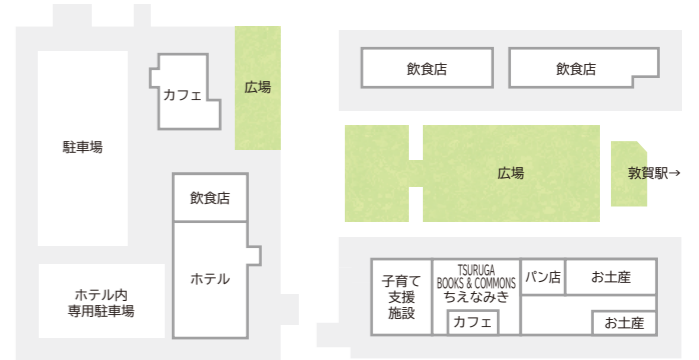 カフェ
広場
駐車場
飲食店
ホテル
ホテル内
専用駐車場
飲食店
飲食店
広場
敦賀駅→
子育て
支援
施設
TSURUGA
BOOKS & COMMONS
ちえなみき
カフェ
パン店
お土産
お土産